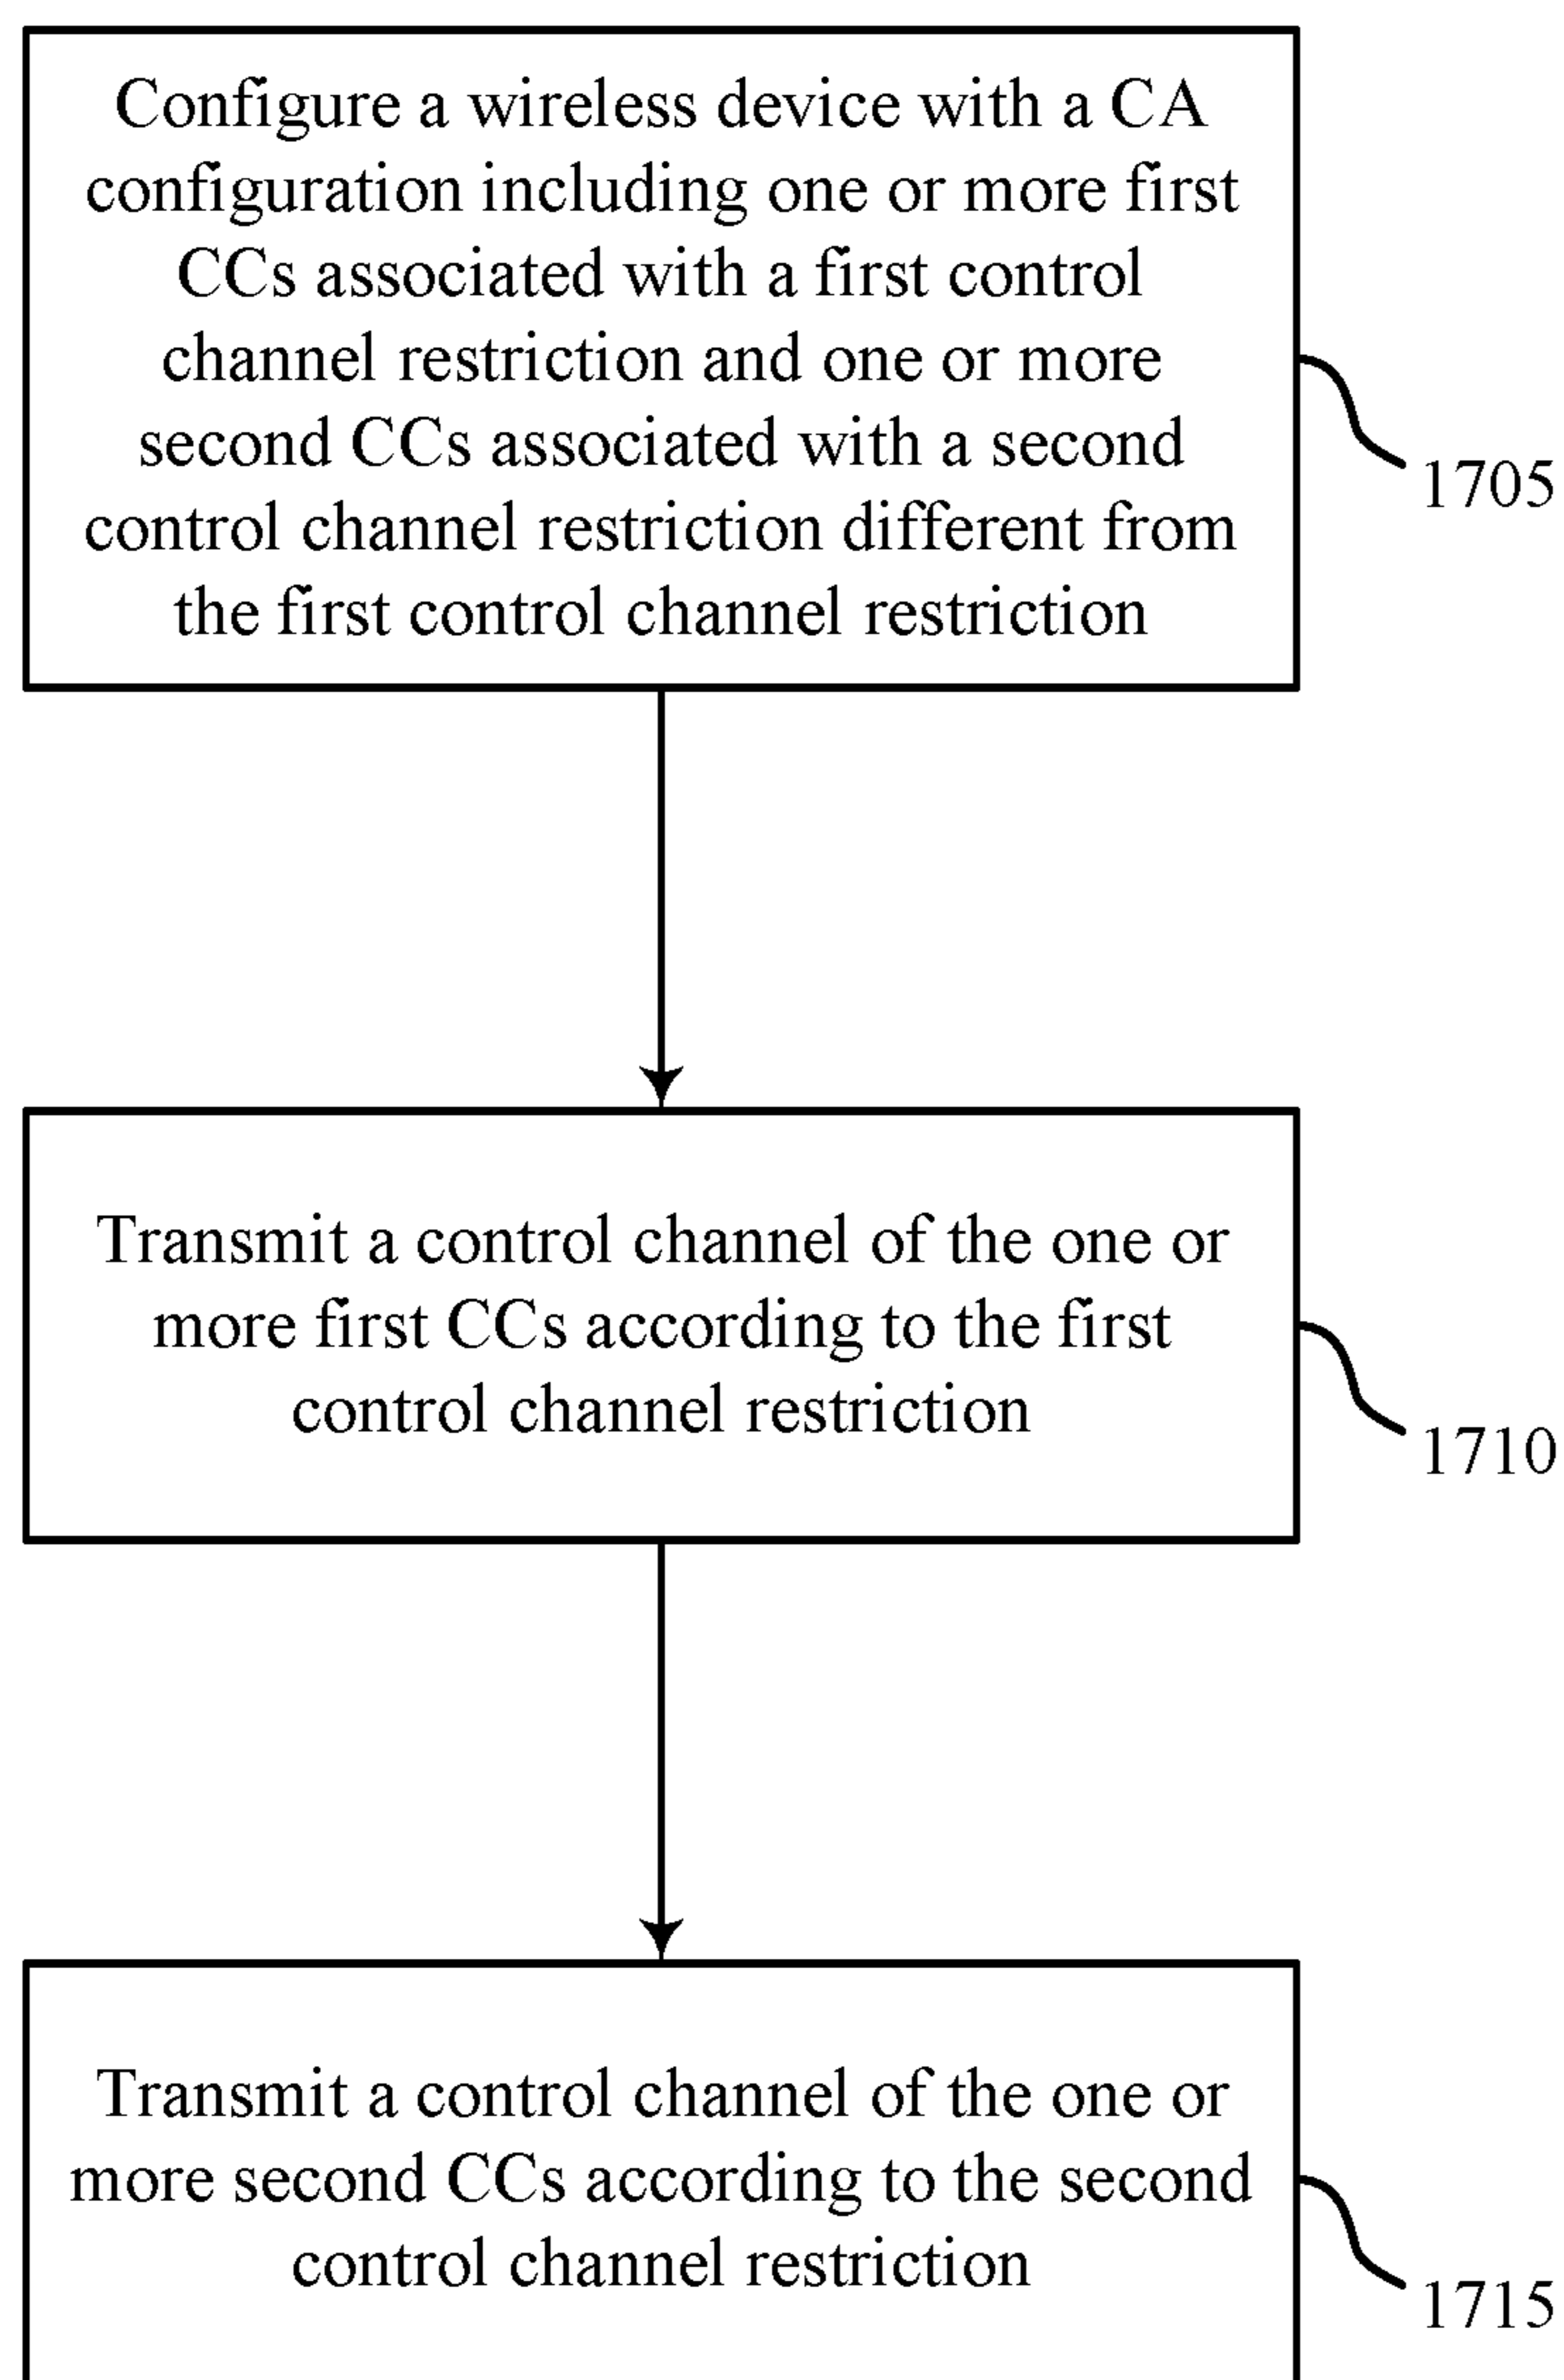 Configure a wireless device with a CA
configuration including one or more first
CCs associated with a first control
channel restriction and one or more
second CCs associated with a second
control channel restriction different from
the first control channel restriction
1705
Transmit a control channel of the one or
more first CCs according to the first
control channel restriction
1710
Transmit a control channel of the one or
more second CCs according to the second
control channel restriction
1715